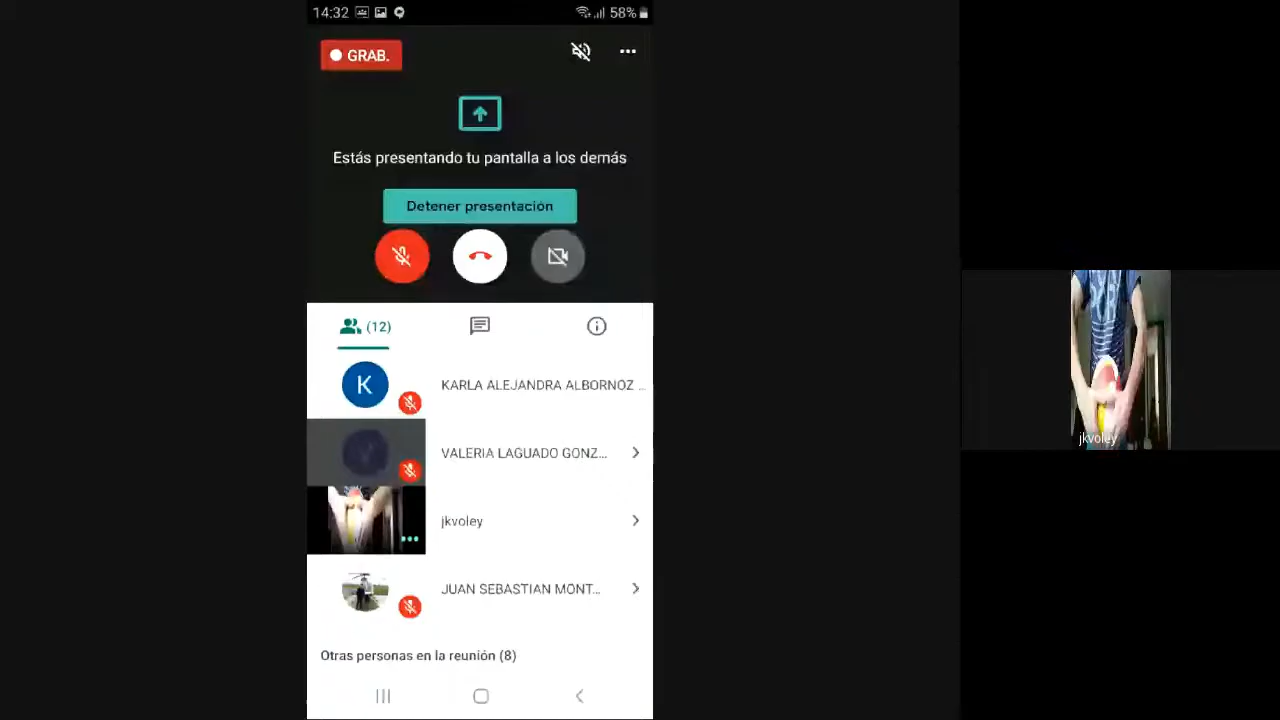 14:32
58%
GRAB.
Estás presentando tu pantalla a los demás
Detener presentación
(12)
K
KARLA ALEJANDRA ALBORNOZ ...
VALERIA LAGUADO GONZ...
jkvoley
JUAN SEBASTIAN MONT...
Otras personas en la reunión (8)
jkvoley